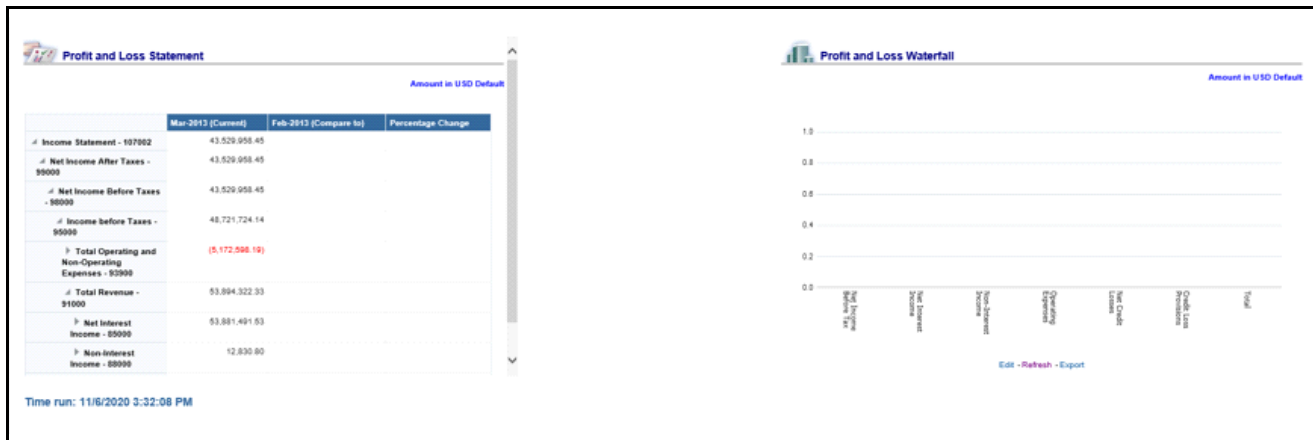 Profit and Loss Statement
Amount in USD Default
Mar-2013 (Current) Feb-2013 (Compare to) Percentage Change
Income Statement - 107002 43,529,958.45
Net Income After Taxes - 43,529,958.45
99000
Net Income Before Taxes 43,529,958.45
- 98000
Income before Taxes - 48,721,724.14
95000
Total Operating and (5,172,598.19)
Non-Operating
Expenses - 93900
Total Revenue - 53,894,322.33
91000
Net Interest 53,881,491.53
Income - 85000
Non-Interest 12,830.80
Income - 88000
Time run: 11/6/2020 3:32:08 PM
Profit and Loss Waterfall
Amount in USD Default
1.0
0.8
0.6
0.4
0.2
0.0
Net Income
Before Tax
Net Interest
Income
Non-Interest
Income
Operating
Expenses
Net Credit
Losses
Credit Loss
Provisions
Total
Edit - Refresh - Export